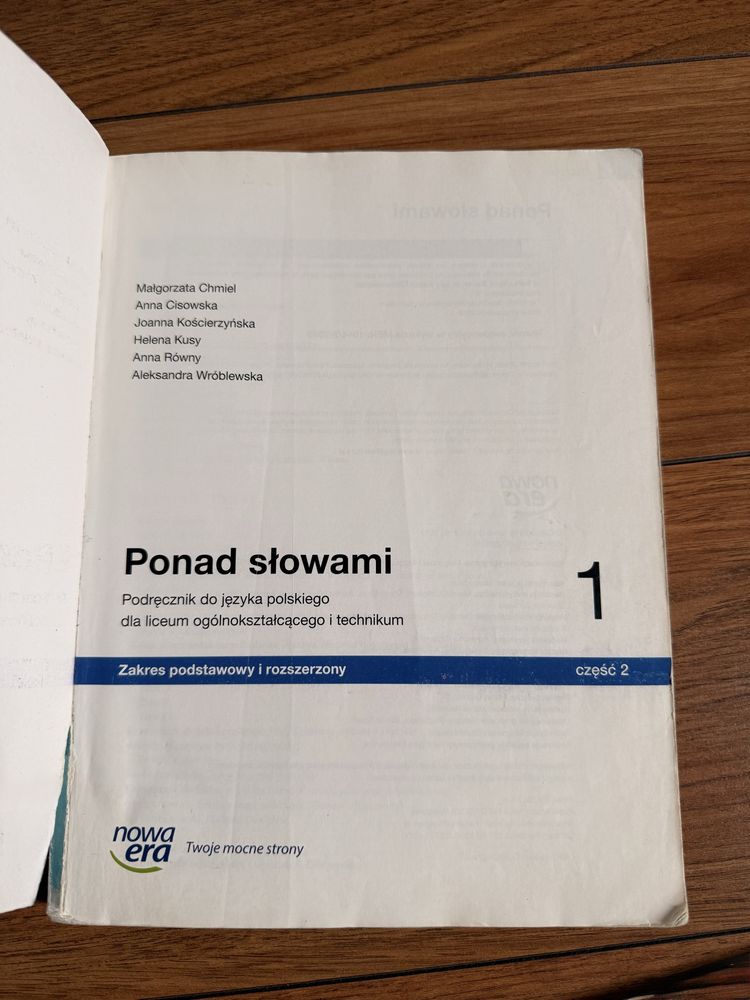 Małgorzata Chmiel
Anna Cisowska
Joanna Kościerzyńska
Helena Kusy
Anna Równy
Aleksandra Wróblewska
Ponad słowami
1
Podręcznik do języka polskiego
dla liceum ogólnokształcącego i technikum
Zakres podstawowy i rozszerzony
część 2
nowa
era
Twoje mocne strony